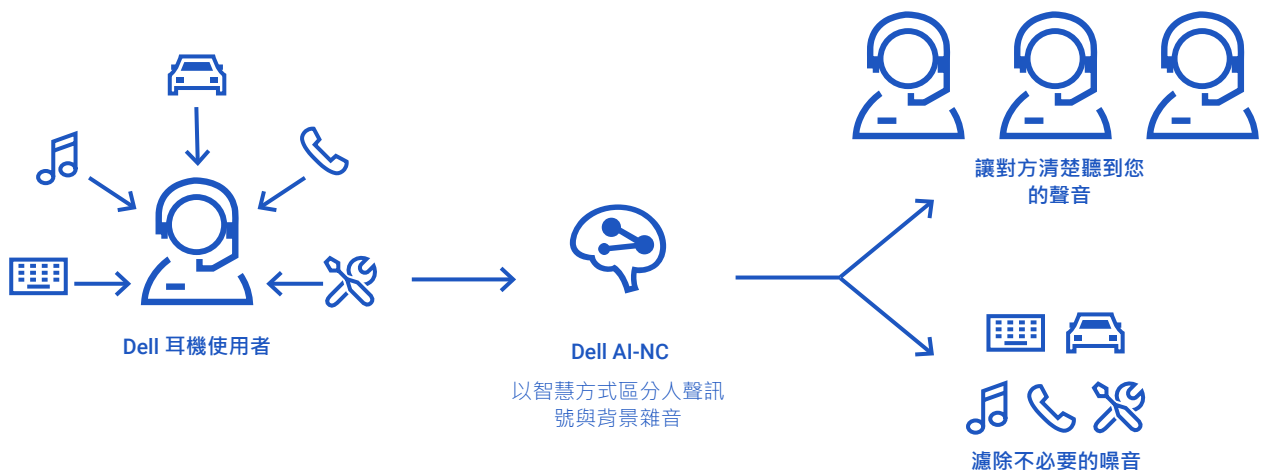 Dell 耳機使用者
Dell AI-NC
以智慧方式區分人聲訊
號與背景雜音
讓對方清楚聽到您
的聲音
濾除不必要的噪音